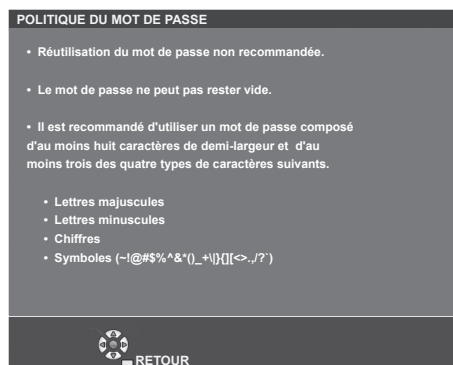 POLITIQUE DU MOT DE PASSE
• Réutilisation du mot de passe non recommandée.
• Le mot de passe ne peut pas rester vide.
• Il est recommandé d'utiliser un mot de passe composé
d'au moins huit caractères de demi-largeur et d'au
moins trois des quatre types de caractères suivants.
• Lettres majuscules
• Lettres minuscules
• Chiffres
• Symboles (~!@#$%^&*()_+\|}{][<>.,/?`)
RETOUR